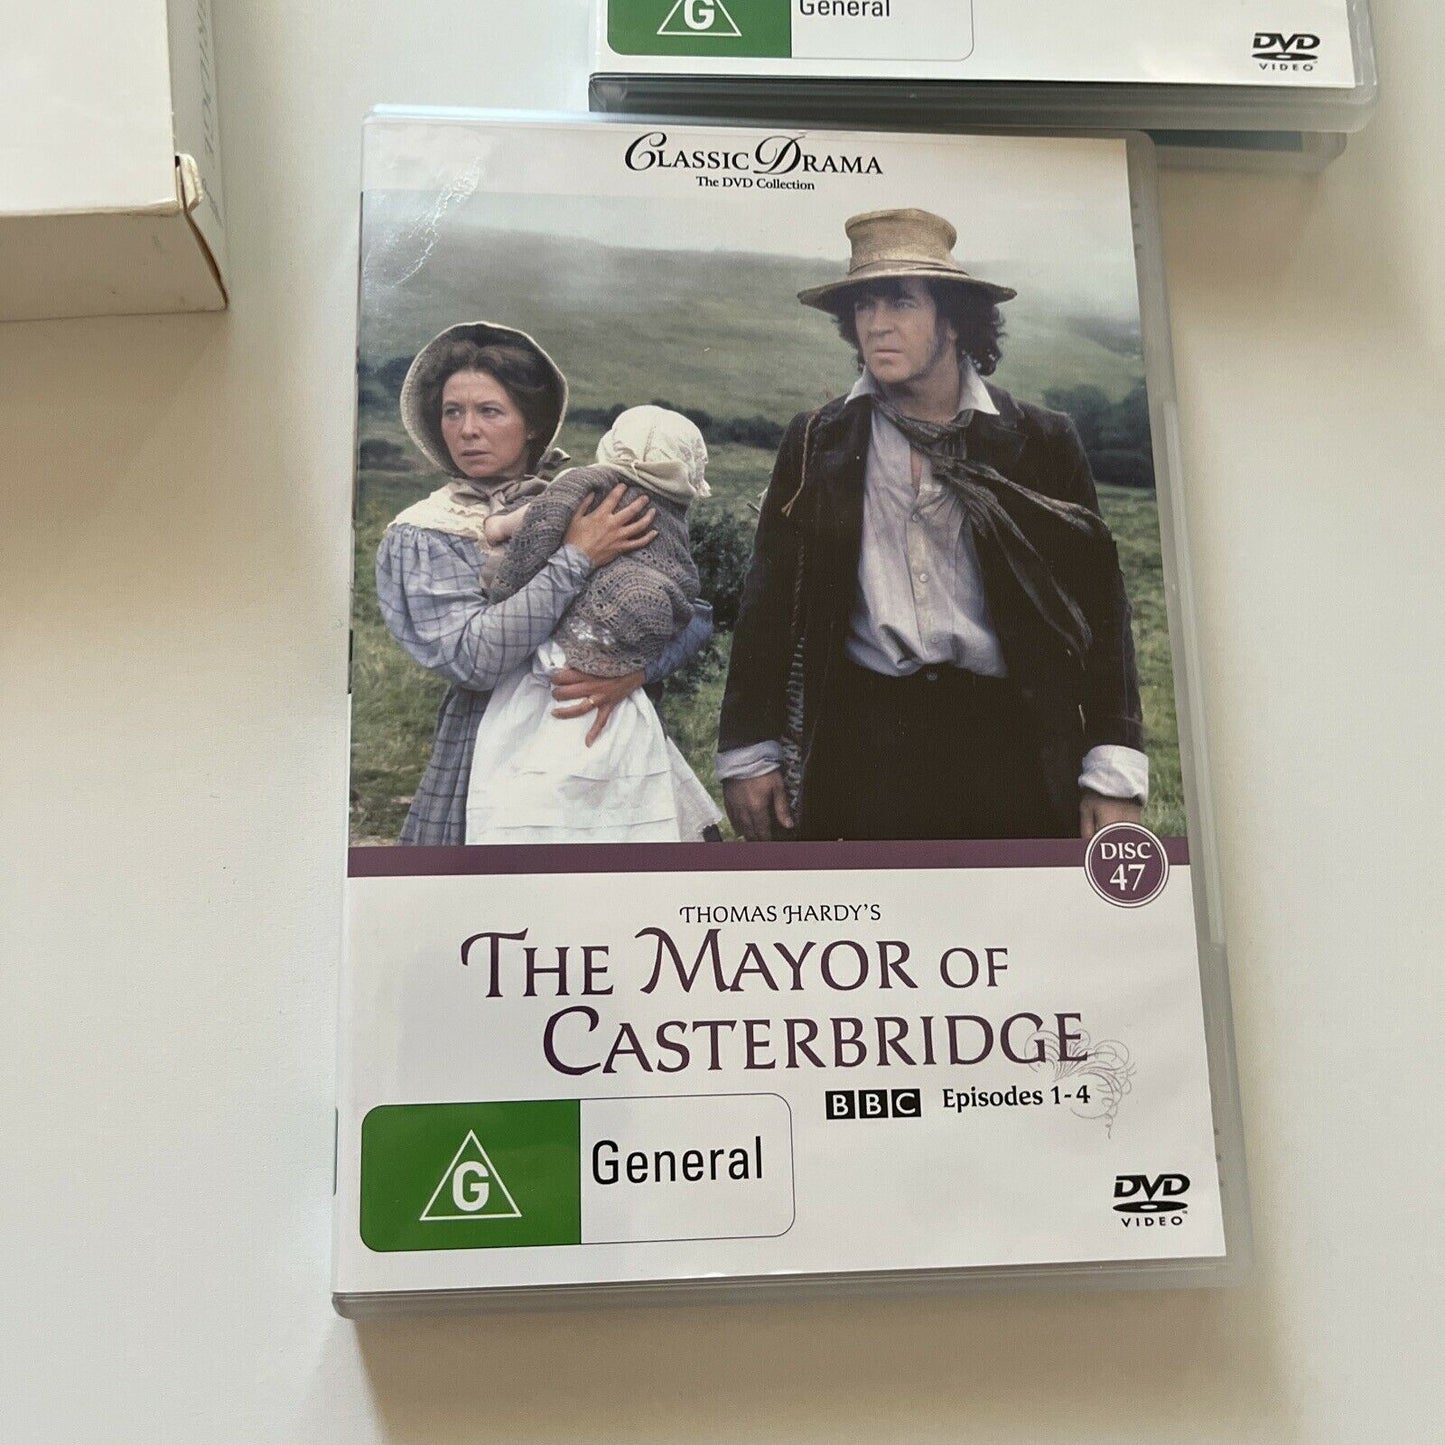 G
General
DVD
VIDEO
CLASSIC DRAMA
The DVD Collection
DISC
47
THOMAS HARDY'S
THE MAYOR OF
CASTERBRIDGE
BBC Episodes 1-4
G
General
DVD
VIDEO